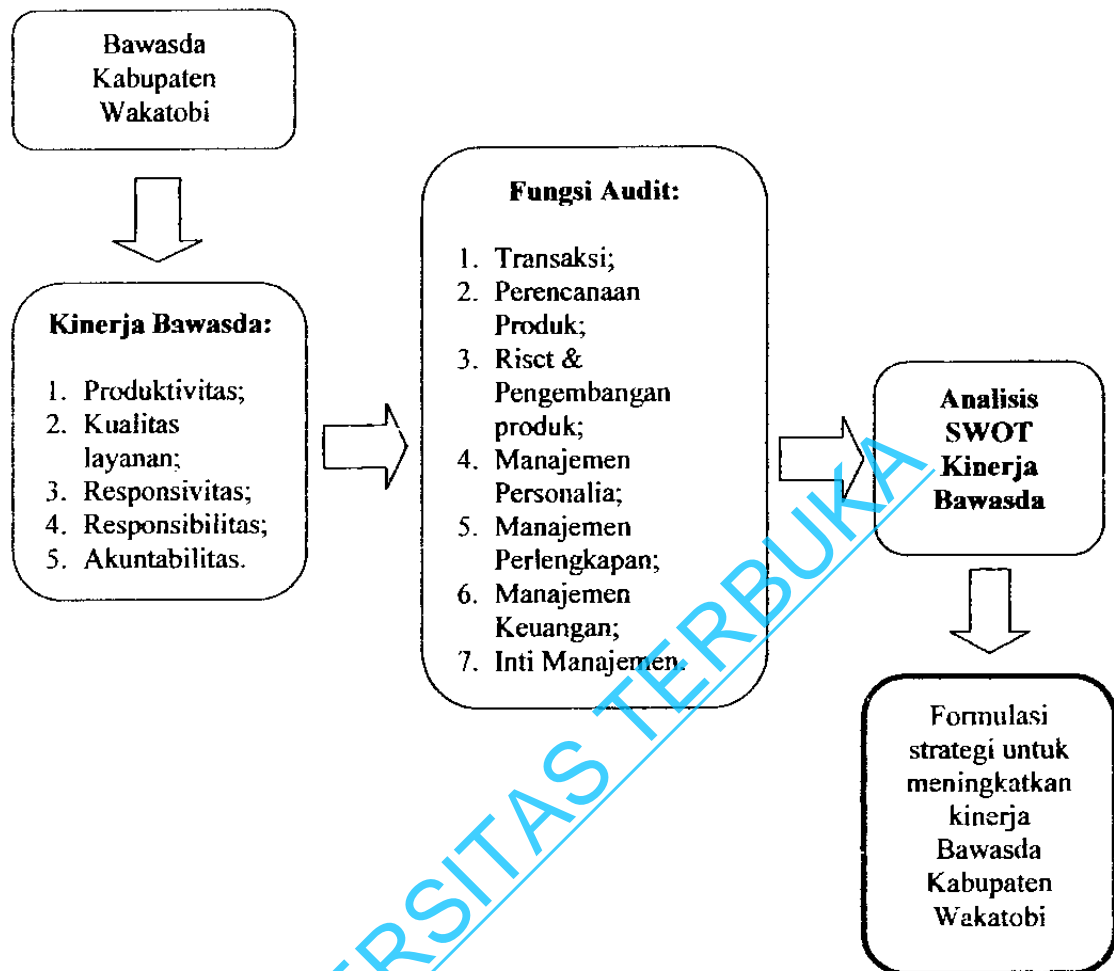 Bawasda
Kabupaten
Wakatobi
Kinerja Bawasda:
1. Produktivitas;
2. Kualitas
layanan;
3. Responsivitas;
4. Responsibilitas;
5. Akuntabilitas.
Fungsi Audit:
1. Transaksi;
2. Perencanaan
Produk;
3. Riset &
Pengembangan
produk;
4. Manajemen
Personalia;
5. Manajemen
Perlengkapan;
6. Manajemen
Keuangan;
7. Inti Manajemen.
Analisis
SWOT
Kinerja
Bawasda
Formulasi
strategi untuk
meningkatkan
kinerja
Bawasda
Kabupaten
Wakatobi
ERSITAS TERBUKA